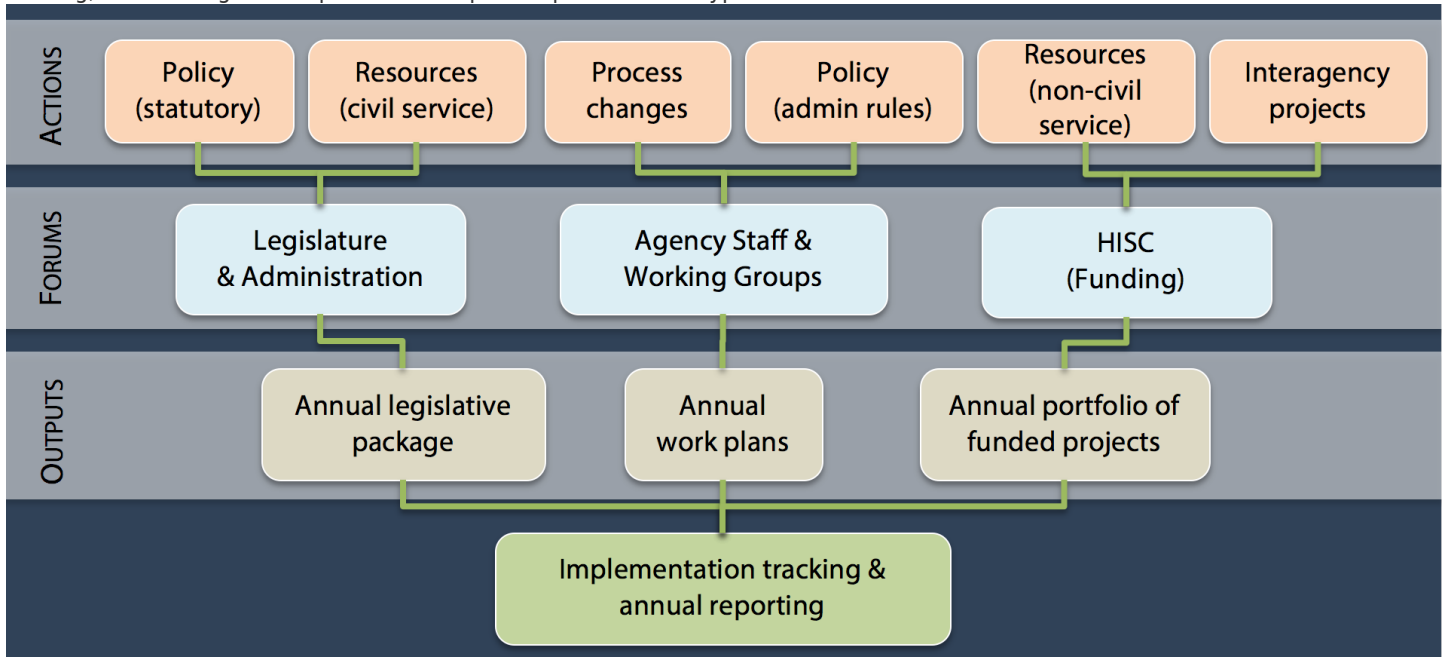 ACTIONS
Policy
(statutory)
Resources
(civil service)
Process
changes
Policy
(admin rules)
Resources
(non-civil
service)
Interagency
projects
FORUMS
Legislature
& Administration
Agency Staff &
Working Groups
HISC
(Funding)
OUTPUTS
Annual legislative
package
Annual
work plans
Annual portfolio of
funded projects
Implementation tracking &
annual reporting